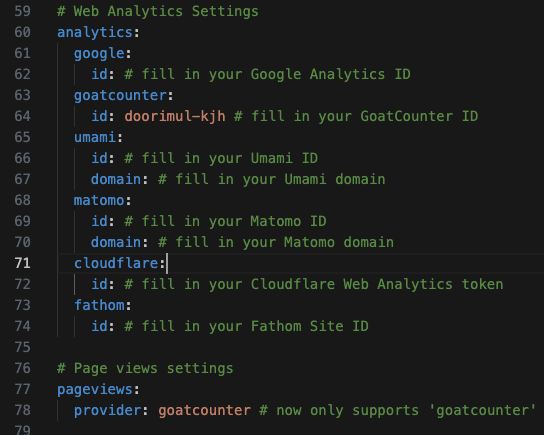 59 # Web Analytics Settings
60 analytics:
61   google:
62     id: # fill in your Google Analytics ID
63   goatcounter:
64     id: doorimul-kjh # fill in your GoatCounter ID
65   umami:
66     id: # fill in your Umami ID
67     domain: # fill in your Umami domain
68   matomo:
69     id: # fill in your Matomo ID
70     domain: # fill in your Matomo domain
71   cloudflare:
72     id: # fill in your Cloudflare Web Analytics token
73   fathom:
74     id: # fill in your Fathom Site ID
75
76 # Page views settings
77 pageviews:
78   provider: goatcounter # now only supports 'goatcounter'
79